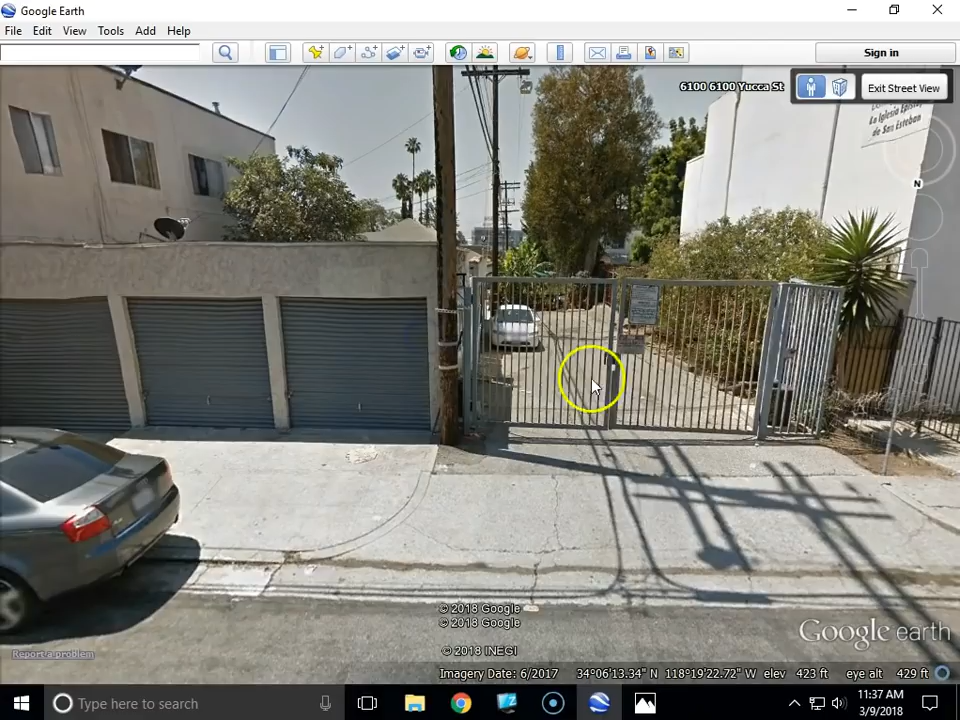 Google Earth
File Edit View Tools Add Help
Sign in
6100 6100 Yucca St
Exit Street View
La Iglesia Episcopal
de San Esteban
N
© 2018 Google
© 2018 Google
© 2018 INEGI
Google earth
Report a problem
Imagery Date: 6/2017 34°06'13.34" N 118°19'22.72" W elev 423 ft eye alt 429 ft
Type here to search
11:37 AM
3/9/2018